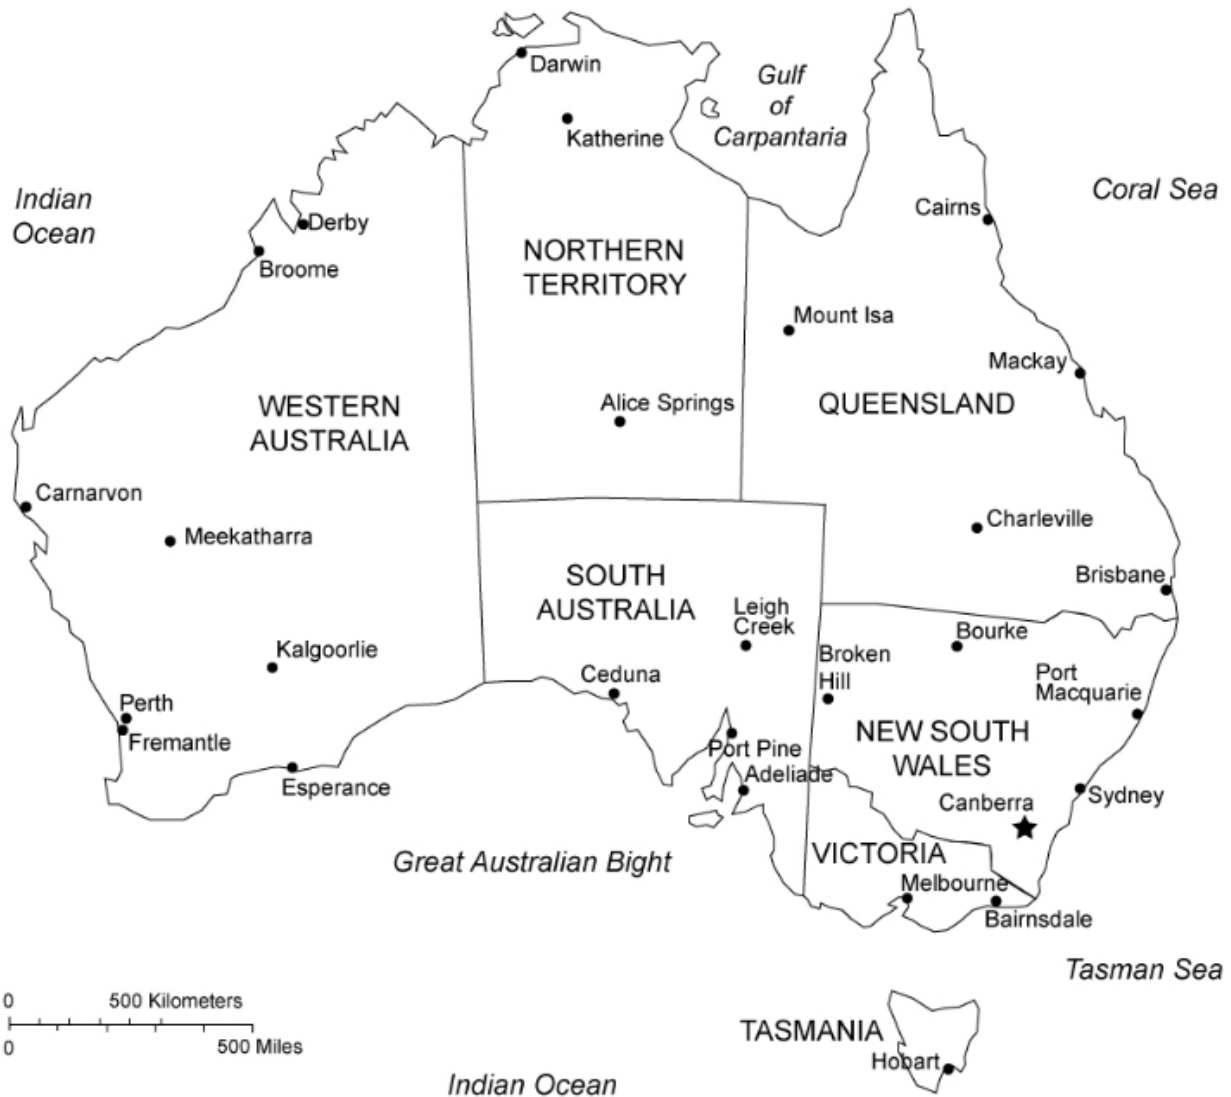 Darwin
Gulf
of
Carpantaria
Katherine
Coral Sea
Indian
Ocean
Cairns
Derby
Broome
NORTHERN
TERRITORY
Mount Isa
Mackay
WESTERN
AUSTRALIA
Alice Springs
QUEENSLAND
Carnarvon
Meekatharra
Charleville
Brisbane
SOUTH
AUSTRALIA
Leigh
Creek
Bourke
Broken
Hill
Kalgoorlie
Ceduna
Port
Macquarie
Perth
Fremantle
NEW SOUTH
WALES
Port Pine
Adeliade
Esperance
Sydney
Canberra
Great Australian Bight
VICTORIA
Melbourne
Bairnsdale
Tasman Sea
0 500 Kilometers
0 500 Miles
TASMANIA
Hobart
Indian Ocean